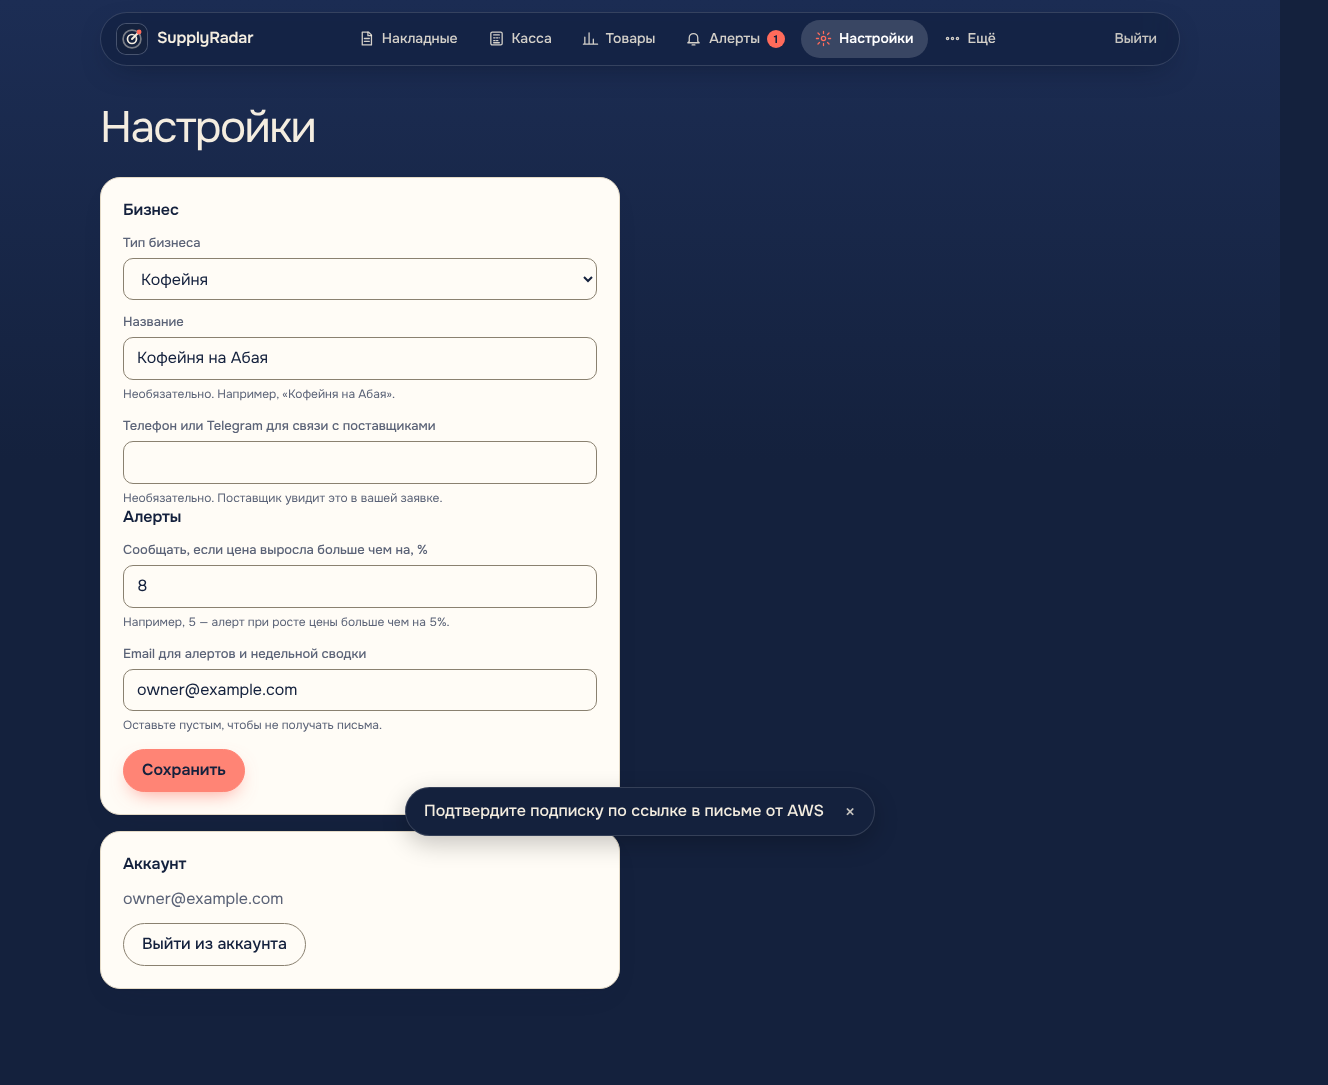 SupplyRadar
Накладные
Касса
Товары
Алерты 1
Настройки
Ещё
Выйти
Настройки
Бизнес
Тип бизнеса
Кофейня
Название
Кофейня на Абая
Необязательно. Например, «Кофейня на Абая».
Телефон или Telegram для связи с поставщиками
Необязательно. Поставщик увидит это в вашей заявке.
Алерты
Сообщать, если цена выросла больше чем на, %
8
Например, 5 — алерт при росте цены больше чем на 5%.
Email для алертов и недельной сводки
owner@example.com
Оставьте пустым, чтобы не получать письма.
Сохранить
Подтвердите подписку по ссылке в письме от AWS ×
Аккаунт
owner@example.com
Выйти из аккаунта